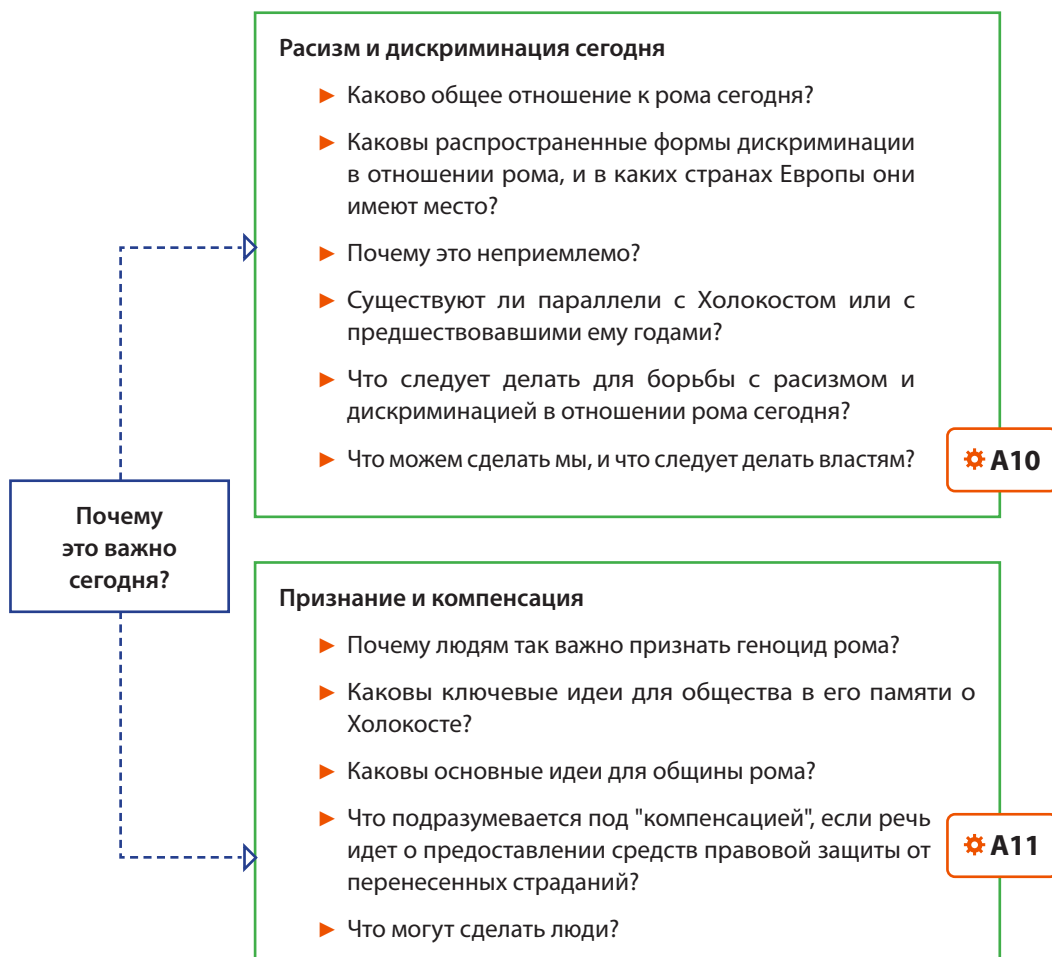 Расизм и дискриминация сегодня
► Каково общее отношение к рома сегодня?
► Каковы распространенные формы дискриминации
в отношении рома, и в каких странах Европы они
имеют место?
► Почему это неприемлемо?
► Существуют ли параллели с Холокостом или с
предшествовавшими ему годами?
► Что следует делать для борьбы с расизмом и
дискриминацией в отношении рома сегодня?
► Что можем сделать мы, и что следует делать властям?
A10
Почему
это важно
сегодня?
Признание и компенсация
► Почему людям так важно признать геноцид рома?
► Каковы ключевые идеи для общества в его памяти о
Холокосте?
► Каковы основные идеи для общины рома?
► Что подразумевается под "компенсацией", если речь
идет о предоставлении средств правовой защиты от
перенесенных страданий?
► Что могут сделать люди?
A11